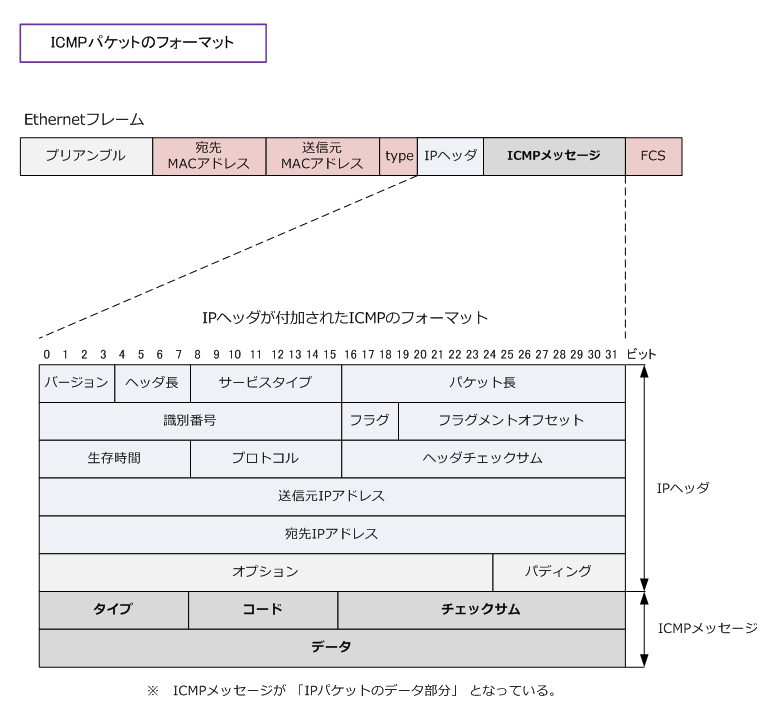 ICMPパケットのフォーマット
Ethernetフレーム
プリアンブル
宛先
MACアドレス
送信元
MACアドレス
type
IPヘッダ
ICMPメッセージ
FCS
IPヘッダが付加されたICMPのフォーマット
0 1 2 3 4 5 6 7 8 9 10 11 12 13 14 15 16 17 18 19 20 21 22 23 24 25 26 27 28 29 30 31 ビット
バージョン ヘッダ長 サービスタイプ パケット長
識別番号 フラグ フラグメントオフセット
生存時間 プロトコル ヘッダチェックサム
送信元IPアドレス
IPヘッダ
宛先IPアドレス
オプション パディング
タイプ コード チェックサム
ICMPメッセージ
データ
※ ICMPメッセージが 「IPパケットのデータ部分」 となっている。